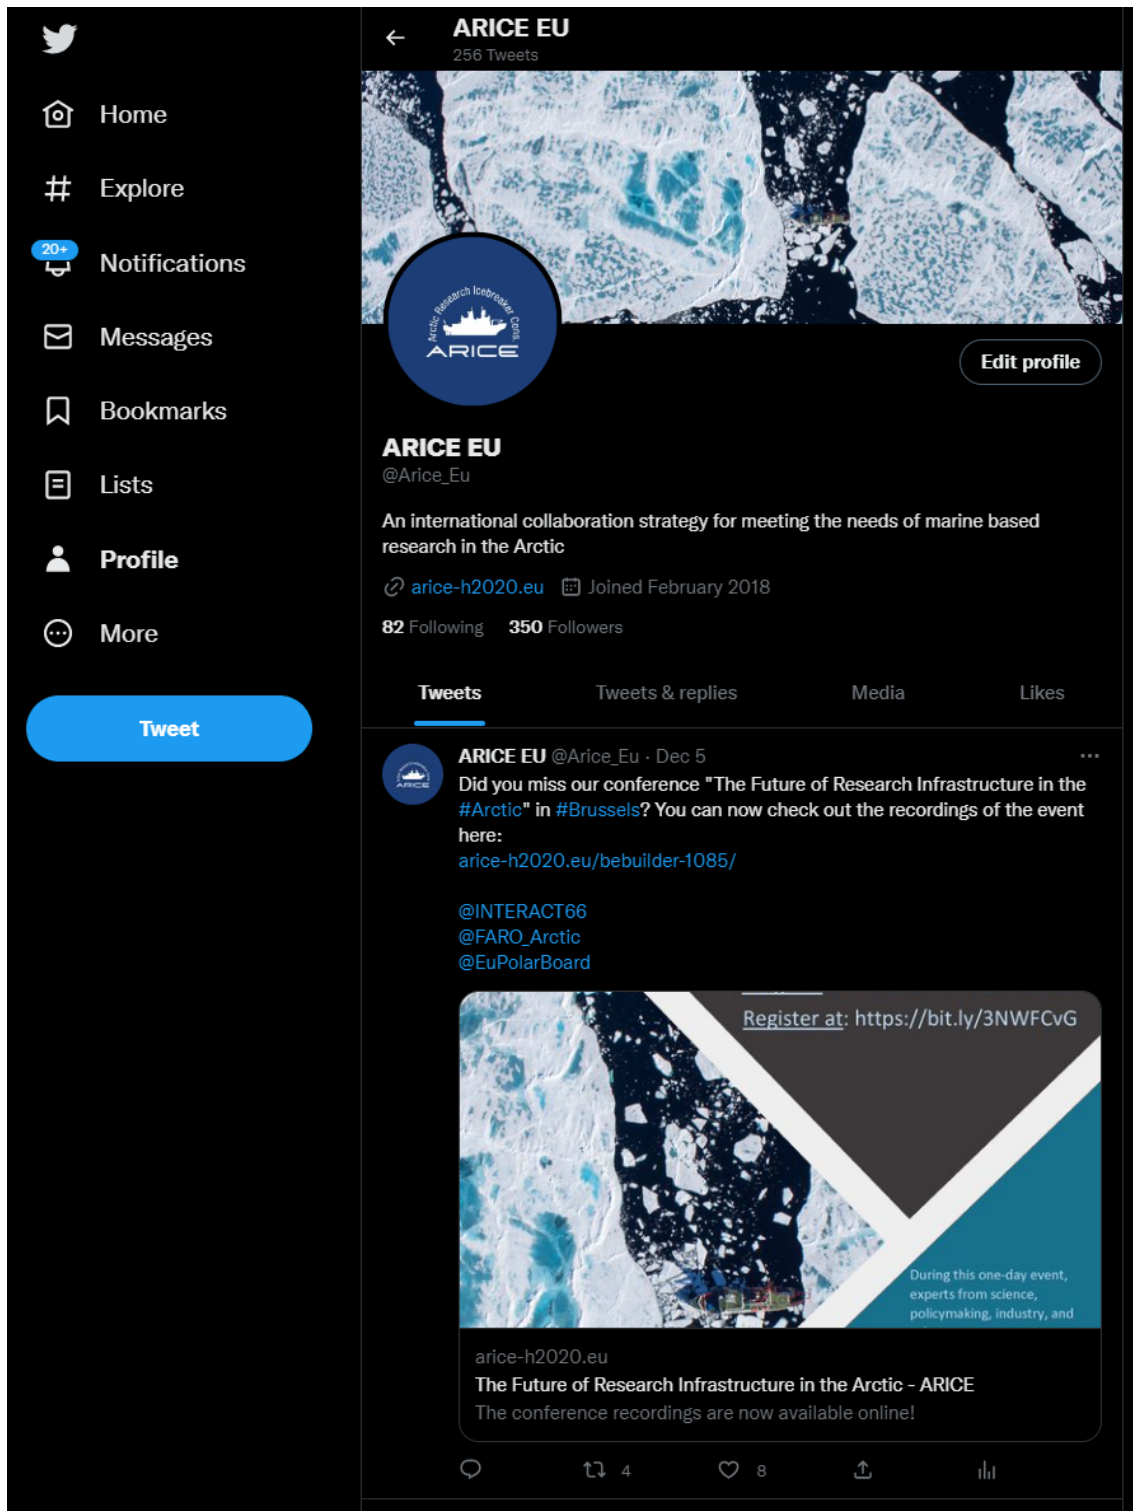 ARICE EU
256 Tweets
Home
Explore
20+
Notifications
Messages
Bookmarks
Lists
Profile
More
Tweet
Arctic Research Icebreaker Cons.
ARICE
Edit profile
ARICE EU
@Arice_Eu
An international collaboration strategy for meeting the needs of marine based
research in the Arctic
arice-h2020.eu Joined February 2018
82 Following 350 Followers
Tweets Tweets & replies Media Likes
ARICE EU @Arice_Eu · Dec 5
Did you miss our conference "The Future of Research Infrastructure in the
#Arctic" in #Brussels? You can now check out the recordings of the event
here:
arice-h2020.eu/bebuilder-1085/
@INTERACT66
@FARO_Arctic
@EuPolarBoard
ARICE
Register at: https://bit.ly/3NWFCvG
During this one-day event,
experts from science,
policymaking, industry, and
arice-h2020.eu
The Future of Research Infrastructure in the Arctic - ARICE
The conference recordings are now available online!
4 8